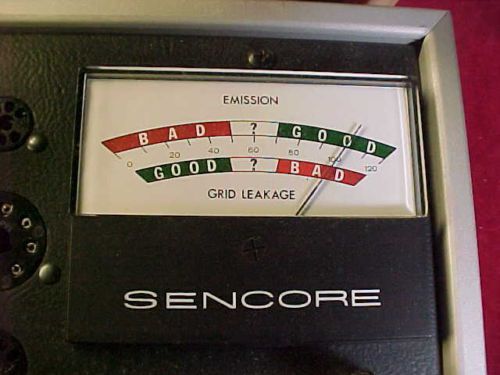 EMISSION
BAD ? GOOD
0 20 40 60 80 100 120
GOOD ? BAD
GRID LEAKAGE
SENCORE